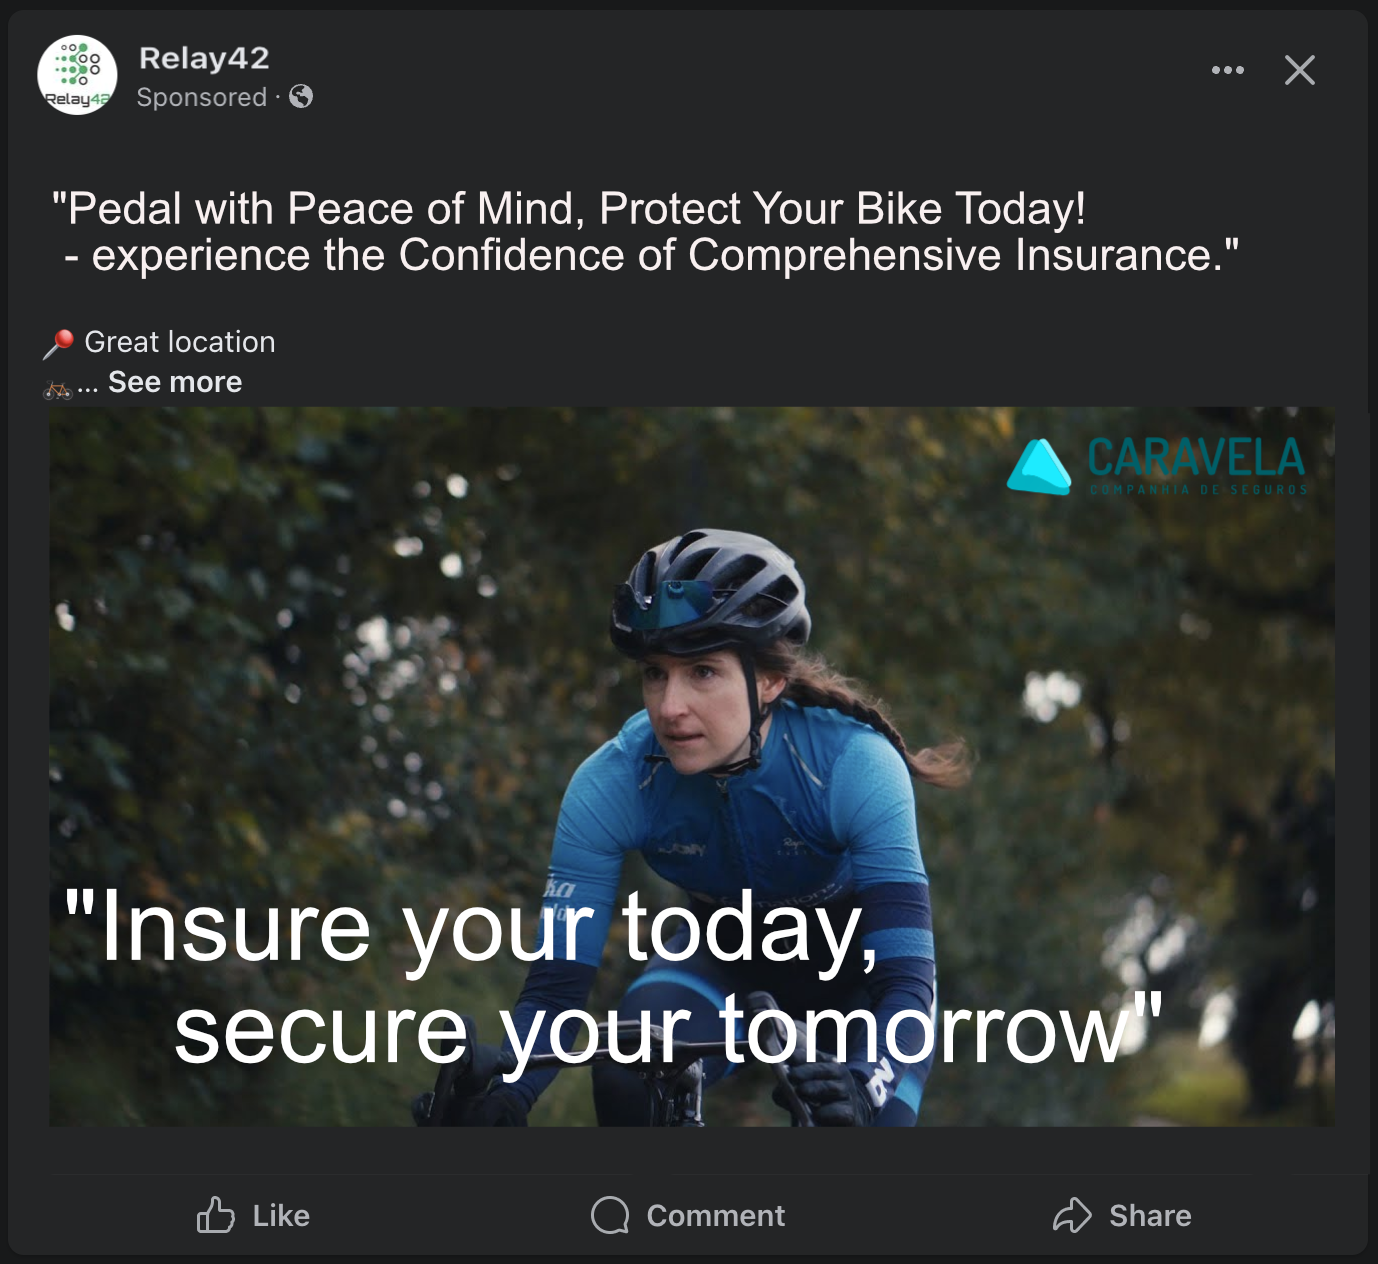 Relay42
Relay42
Sponsored ·
"Pedal with Peace of Mind, Protect Your Bike Today!
- experience the Confidence of Comprehensive Insurance."
Great location
... See more
CARAVELA
COMPANHIA DE SEGUROS
"Insure your today,
secure your tomorrow"
Like
Comment
Share